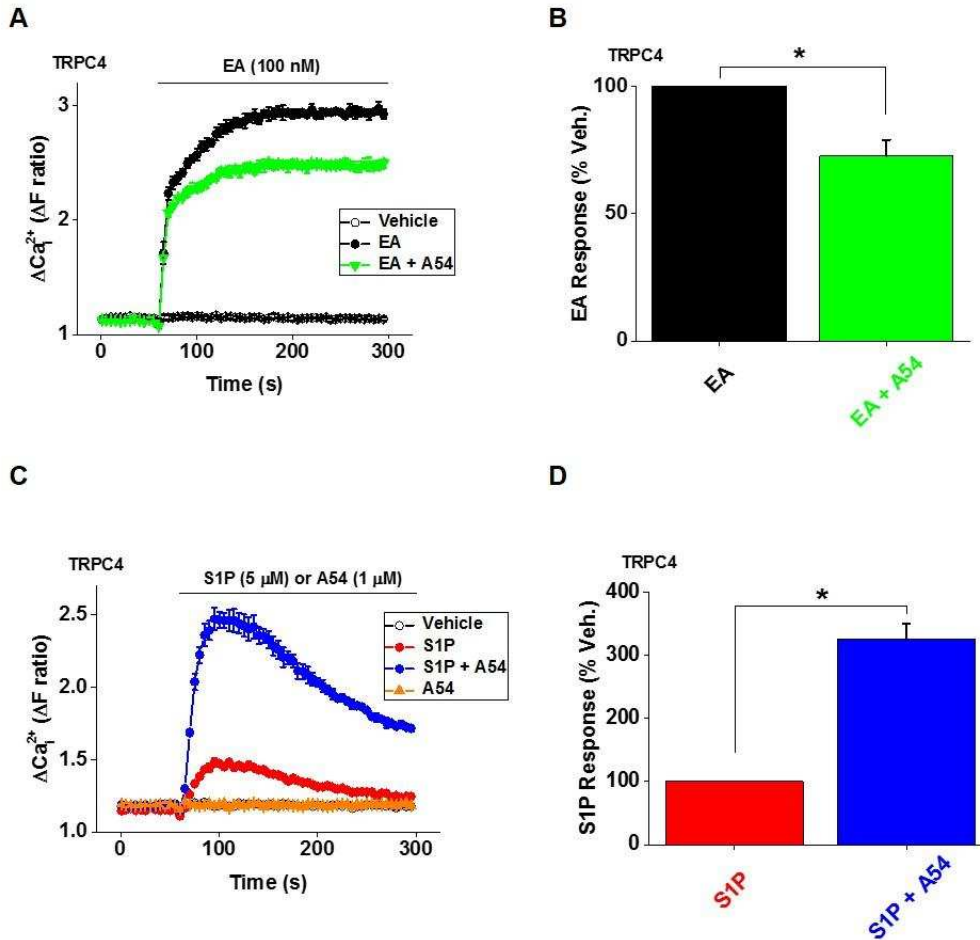 A
TRPC4
EA (100 nM)
3
2
1
ΔCa²⁺ᵢ (ΔF ratio)
Vehicle
EA
EA + A54
0
100
200
300
Time (s)
B
TRPC4
*
100
50
0
EA Response (% Veh.)
EA
EA + A54
C
TRPC4
S1P (5 µM) or A54 (1 µM)
2.5
2.0
1.5
1.0
ΔCa²⁺ᵢ (ΔF ratio)
Vehicle
S1P
S1P + A54
A54
0
100
200
300
Time (s)
D
TRPC4
*
400
300
200
100
0
S1P Response (% Veh.)
S1P
S1P + A54